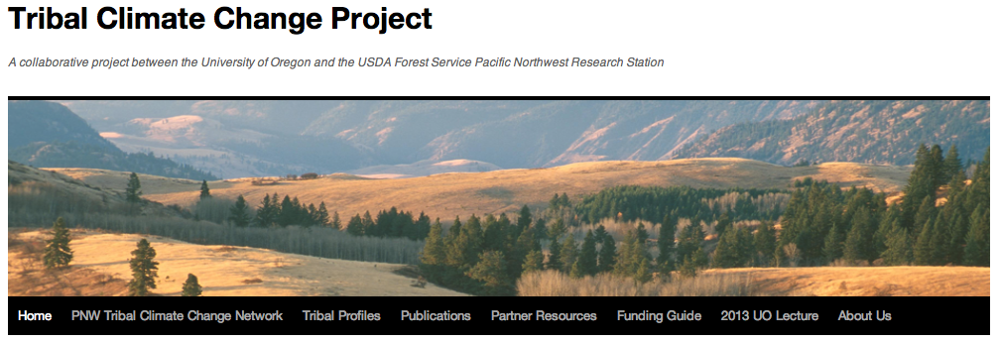 Tribal Climate Change Project
A collaborative project between the University of Oregon and the USDA Forest Service Pacific Northwest Research Station
Home PNW Tribal Climate Change Network Tribal Profiles Publications Partner Resources Funding Guide 2013 UO Lecture About Us